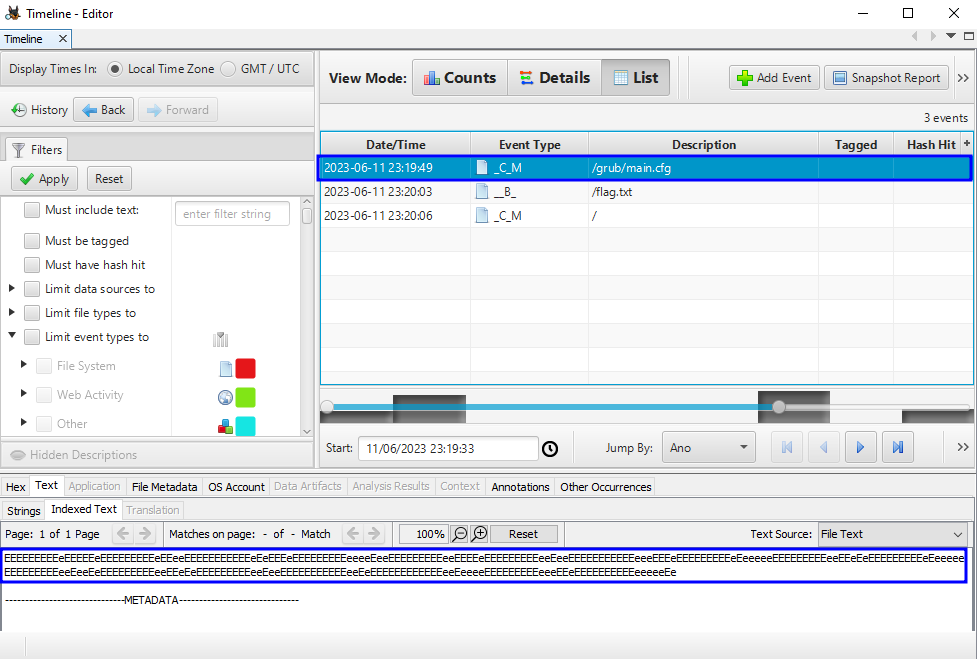 Timeline - Editor
Timeline
Display Times In: Local Time Zone GMT / UTC
View Mode: Counts Details List Add Event Snapshot Report
History Back Forward
3 events
Filters
Apply Reset
Must include text: enter filter string
Must be tagged
Must have hash hit
Limit data sources to
Limit file types to
Limit event types to
File System
Web Activity
Other
Hidden Descriptions
Date/Time Event Type Description Tagged Hash Hit
2023-06-11 23:19:49 _C_M /grub/main.cfg
2023-06-11 23:20:03 __B_ /flag.txt
2023-06-11 23:20:06 _C_M /
Start: 11/06/2023 23:19:33 Jump By: Ano
Hex Text Application File Metadata OS Account Data Artifacts Analysis Results Context Annotations Other Occurrences
Strings Indexed Text Translation
Page: 1 of 1 Page Matches on page: - of - Match 100% Reset Text Source: File Text
------------------------------METADATA------------------------------